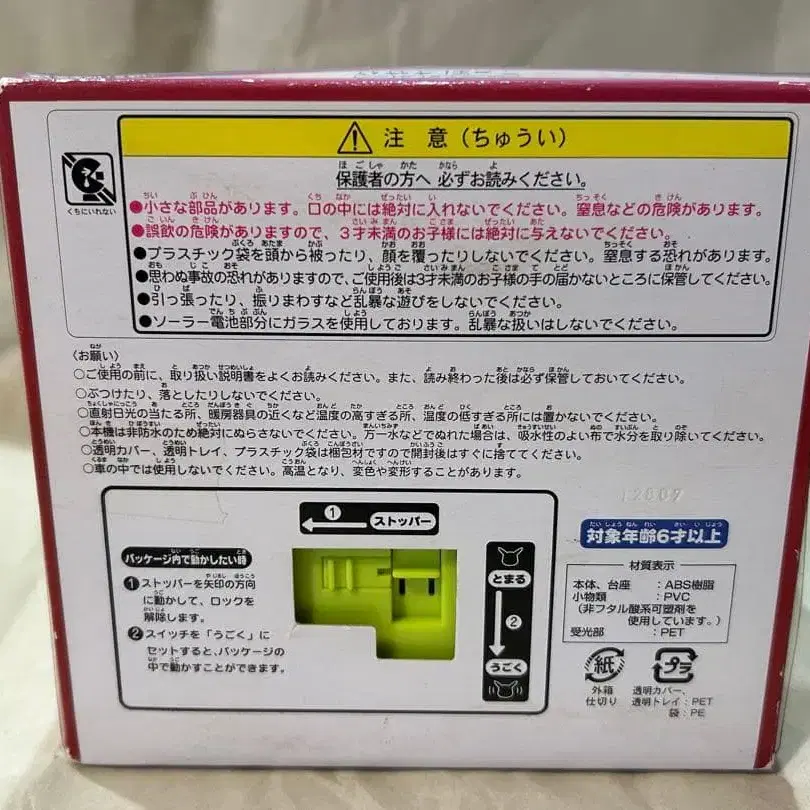 くちにいれない
注意（ちゅうい）
保護者の方へ 必ずお読みください。
●小さな部品があります。口の中には絶対に入れないでください。窒息などの危険があります。
●誤飲の危険がありますので、3才未満のお子様には絶対に与えないでください。
●プラスチック袋を頭から被ったり、顔を覆ったりしないでください。窒息する恐れがあります。
●思わぬ事故の恐れがありますので、ご使用後は3才未満のお子様の手の届かないところに保管してください。
●引っ張ったり、振りまわすなど乱暴な遊びをしないでください。
●ソーラー電池部分にガラスを使用しております。乱暴な扱いはしないでください。
〈お願い〉
○ご使用の前に、取り扱い説明書をよくお読みください。また、読み終わった後は必ず保管しておいてください。
○ぶつけたり、落としたりしないでください。
○直射日光の当たる所、暖房器具の近くなど温度の高すぎる所、温度の低すぎる所には置かないでください。
○本機は非防水のため絶対にぬらさないでください。万一水などでぬれた場合は、吸水性のよい布で水分を取り除いてください。
○透明カバー、透明トレイ、プラスチック袋は梱包材ですので開封後はすぐに捨ててください。
○車の中では使用しないでください。高温となり、変色や変形することがあります。
① ストッパー
パッケージ内で動かしたい時
❶ストッパーを矢印の方向
に動かして、ロックを
解除します。
❷スイッチを「うごく」に
セットすると、パッケージの
中で動かすことができます。
とまる
②
うごく
対象年齢6才以上
材質表示
本体、台座 : ABS樹脂
小物類 : PVC
(非フタル酸系可塑剤を
使用しています。)
受光部 : PET
紙
外箱
仕切り
プラ
透明カバー、
透明トレイ : PET
袋 : PE